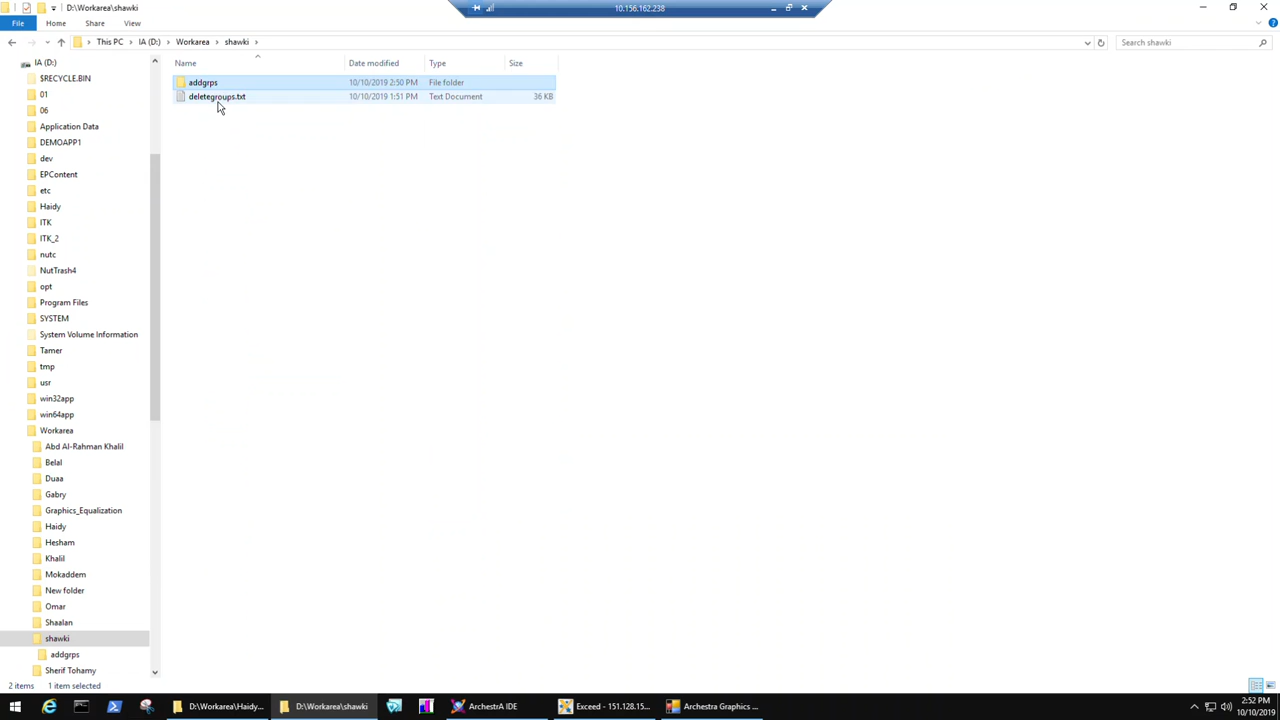 D:\Workarea\shawki
10.156.162.238
File Home Share View
This PC > IA (D:) > Workarea > shawki >
Search shawki
Name Date modified Type Size
addgrps 10/10/2019 2:50 PM File folder
deletegroups.txt 10/10/2019 1:51 PM Text Document 36 KB
IA (D:)
$RECYCLE.BIN
01
06
Application Data
DEMOAPP1
dev
EPContent
etc
Haidy
ITK
ITK_2
nutc
NutTrash4
opt
Program Files
SYSTEM
System Volume Information
Tamer
tmp
usr
win32app
win64app
Workarea
Abd Al-Rahman Khalil
Belal
Duaa
Gabry
Graphics_Equalization
Haidy
Hesham
Khalil
Mokaddem
New folder
Omar
Shaalan
shawki
addgrps
Sherif Tohamy
2 items 1 item selected
D:\Workarea\Haidy...
D:\Workarea\shawki
ArchestrA IDE
Exceed - 151.128.15...
Archestra Graphics ...
2:52 PM
10/10/2019